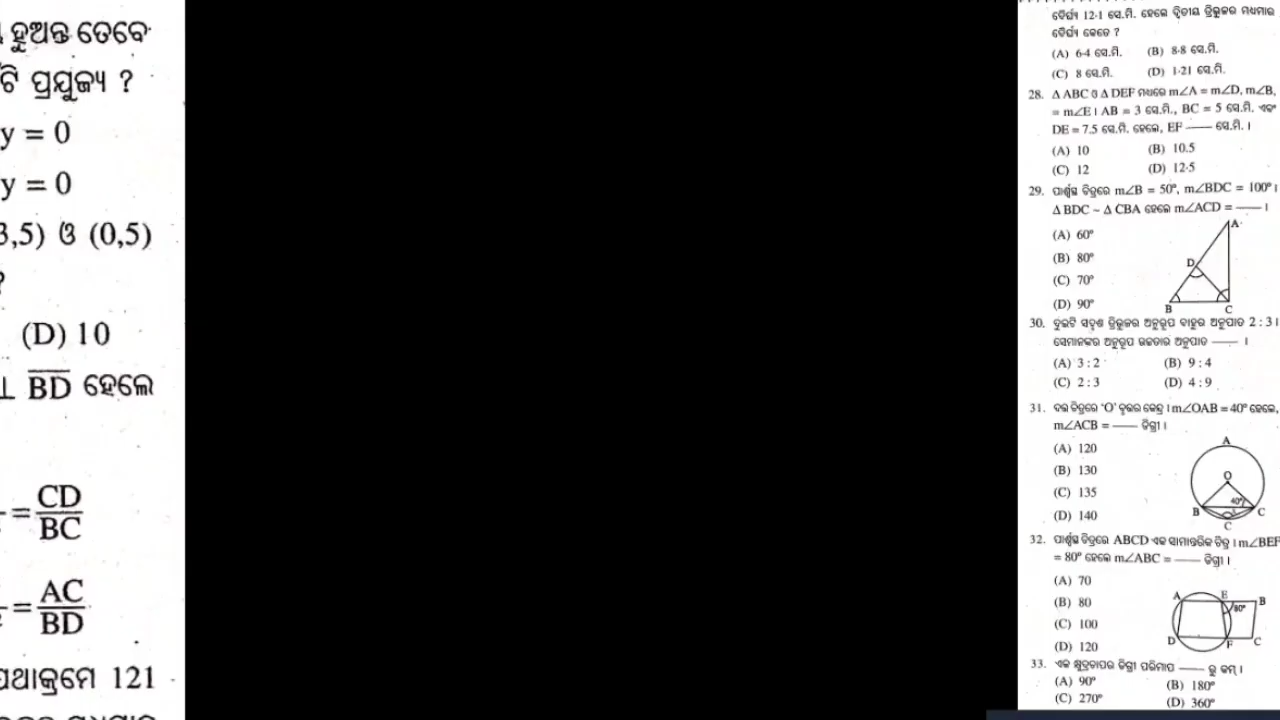 ହୁଅନ୍ତି ତେବେ
ଟି ପ୍ରଯୁଜ୍ୟ ?
y = 0
y = 0
3,5) ଓ (0,5)
?
(D) 10
⊥ BD ହେଲେ
= CD/BC
= AC/BD
ଯଥାକ୍ରମେ 121
ଦୈର୍ଘ୍ୟ 12·1 ସେ.ମି. ହେଲେ ଦ୍ୱିତୀୟ ତ୍ରିଭୁଜର ମଧ୍ୟମାର
ଦୈର୍ଘ୍ୟ କେତେ ?
(A) 6·4 ସେ.ମି. (B) 8·8 ସେ.ମି.
(C) 8 ସେ.ମି. (D) 1·21 ସେ.ମି.
28. Δ ABC ଓ Δ DEF ମଧ୍ୟରେ m∠A = m∠D, m∠B,
= m∠E । AB = 3 ସେ.ମି., BC = 5 ସେ.ମି. ଏବଂ
DE = 7.5 ସେ.ମି. ହେଲେ, EF —— ସେ.ମି. ।
(A) 10 (B) 10.5
(C) 12 (D) 12·5
29. ପାର୍ଶ୍ୱସ୍ଥ ଚିତ୍ରରେ m∠B = 50°, m∠BDC = 100° ।
Δ BDC ~ Δ CBA ହେଲେ m∠ACD = —— ।
(A) 60°
(B) 80°
(C) 70°
(D) 90°
A
D
B C
30. ଦୁଇଟି ସଦୃଶ ତ୍ରିଭୁଜର ଅନୁରୂପ ବାହୁର ଅନୁପାତ 2 : 3 ।
ସେମାନଙ୍କର ଅନୁରୂପ ଉଚ୍ଚତାର ଅନୁପାତ —— ।
(A) 3 : 2 (B) 9 : 4
(C) 2 : 3 (D) 4 : 9
31. ଦତ୍ତ ଚିତ୍ରରେ 'O' ବୃତ୍ତର କେନ୍ଦ୍ର । m∠OAB = 40° ହେଲେ,
m∠ACB = —— ଡିଗ୍ରୀ ।
(A) 120
(B) 130
(C) 135
(D) 140
A
O
40°
B C
C
32. ପାର୍ଶ୍ୱସ୍ଥ ଚିତ୍ରରେ ABCD ଏକ ସାମାନ୍ତରିକ ଚିତ୍ର । m∠BEF
= 80° ହେଲେ m∠ABC = —— ଡିଗ୍ରୀ ।
(A) 70
(B) 80
(C) 100
(D) 120
A E B
80°
D F C
33. ଏକ କ୍ଷୁଦ୍ରଚାପର ଡିଗ୍ରୀ ପରିମାପ —— ରୁ କମ୍ ।
(A) 90° (B) 180°
(C) 270° (D) 360°